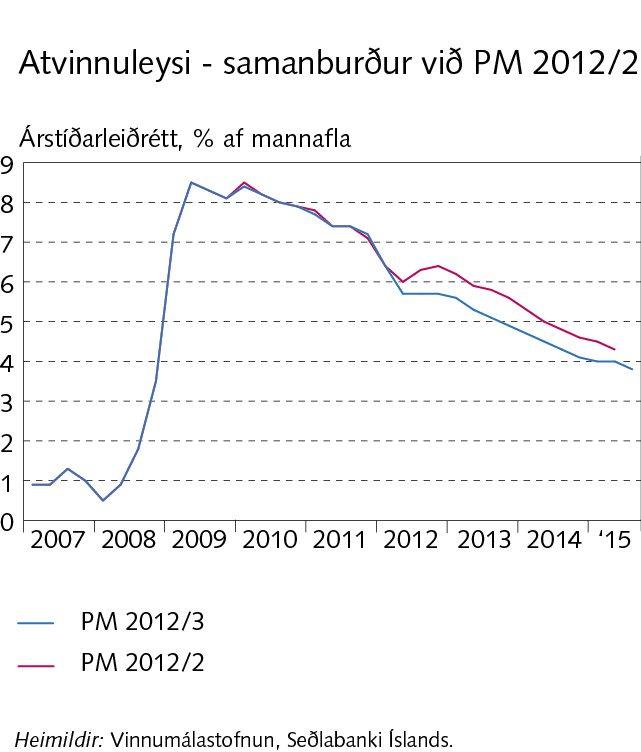 Atvinnuleysi - samanburður við PM 2012/2
Árstíðarleiðrétt, % af mannafla
9
8
7
6
5
4
3
2
1
0
2007 2008 2009 2010 2011 2012 2013 2014 ‘15
PM 2012/3
PM 2012/2
Heimildir: Vinnumálastofnun, Seðlabanki Íslands.